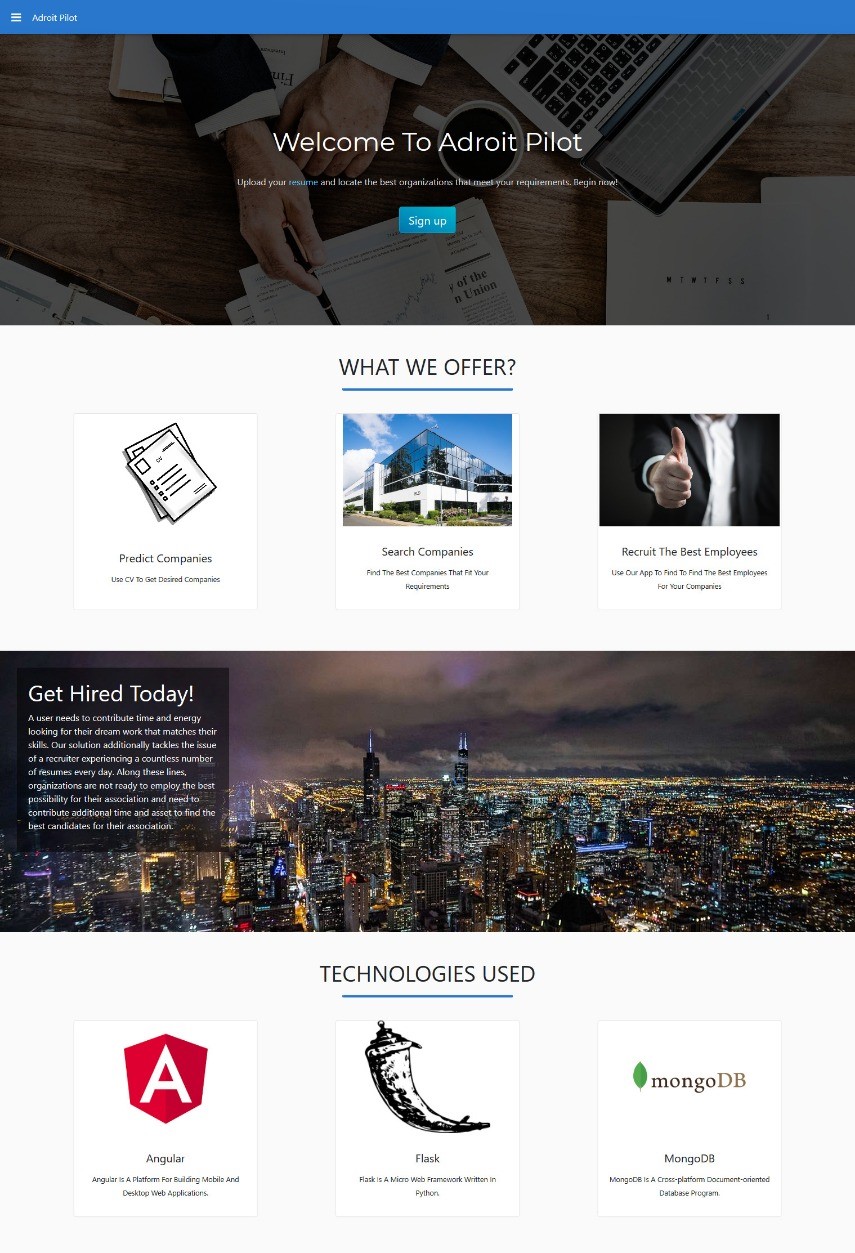 Adroit Pilot
Welcome To Adroit Pilot
Upload your resume and locate the best organizations that meet your requirements. Begin now!
Sign up
y of the
n Union
M T W T F S S
WHAT WE OFFER?
CV
Predict Companies
Use CV To Get Desired Companies
Search Companies
Find The Best Companies That Fit Your
Requirements
Recruit The Best Employees
Use Our App To Find To Find The Best Employees
For Your Companies
Get Hired Today!
A user needs to contribute time and energy
looking for their dream work that matches their
skills. Our solution additionally tackles the issue
of a recruiter experiencing a countless number
of resumes every day. Along these lines,
organizations are not ready to employ the best
possibility for their association and need to
contribute additional time and asset to find the
best candidates for their association.
TECHNOLOGIES USED
Angular
Angular Is A Platform For Building Mobile And
Desktop Web Applications.
Flask
Flask Is A Micro Web Framework Written In
Python.
mongoDB
MongoDB
MongoDB Is A Cross-platform Document-oriented
Database Program.